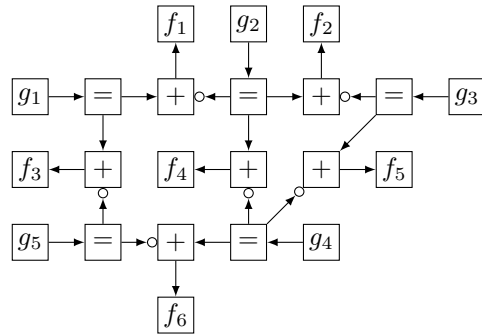 f₁ g₂ f₂
g₁ = + = + = g₃
f₃ + f₄ + + f₅
g₅ = + = g₄
f₆